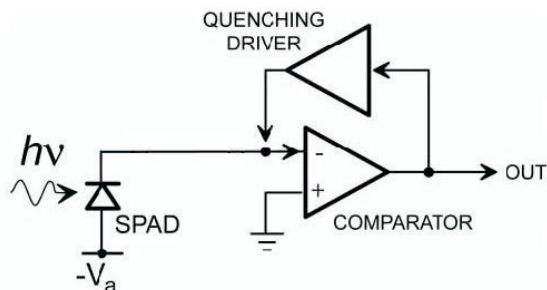 QUENCHING
DRIVER
hν
-
+
OUT
SPAD
COMPARATOR
-Va